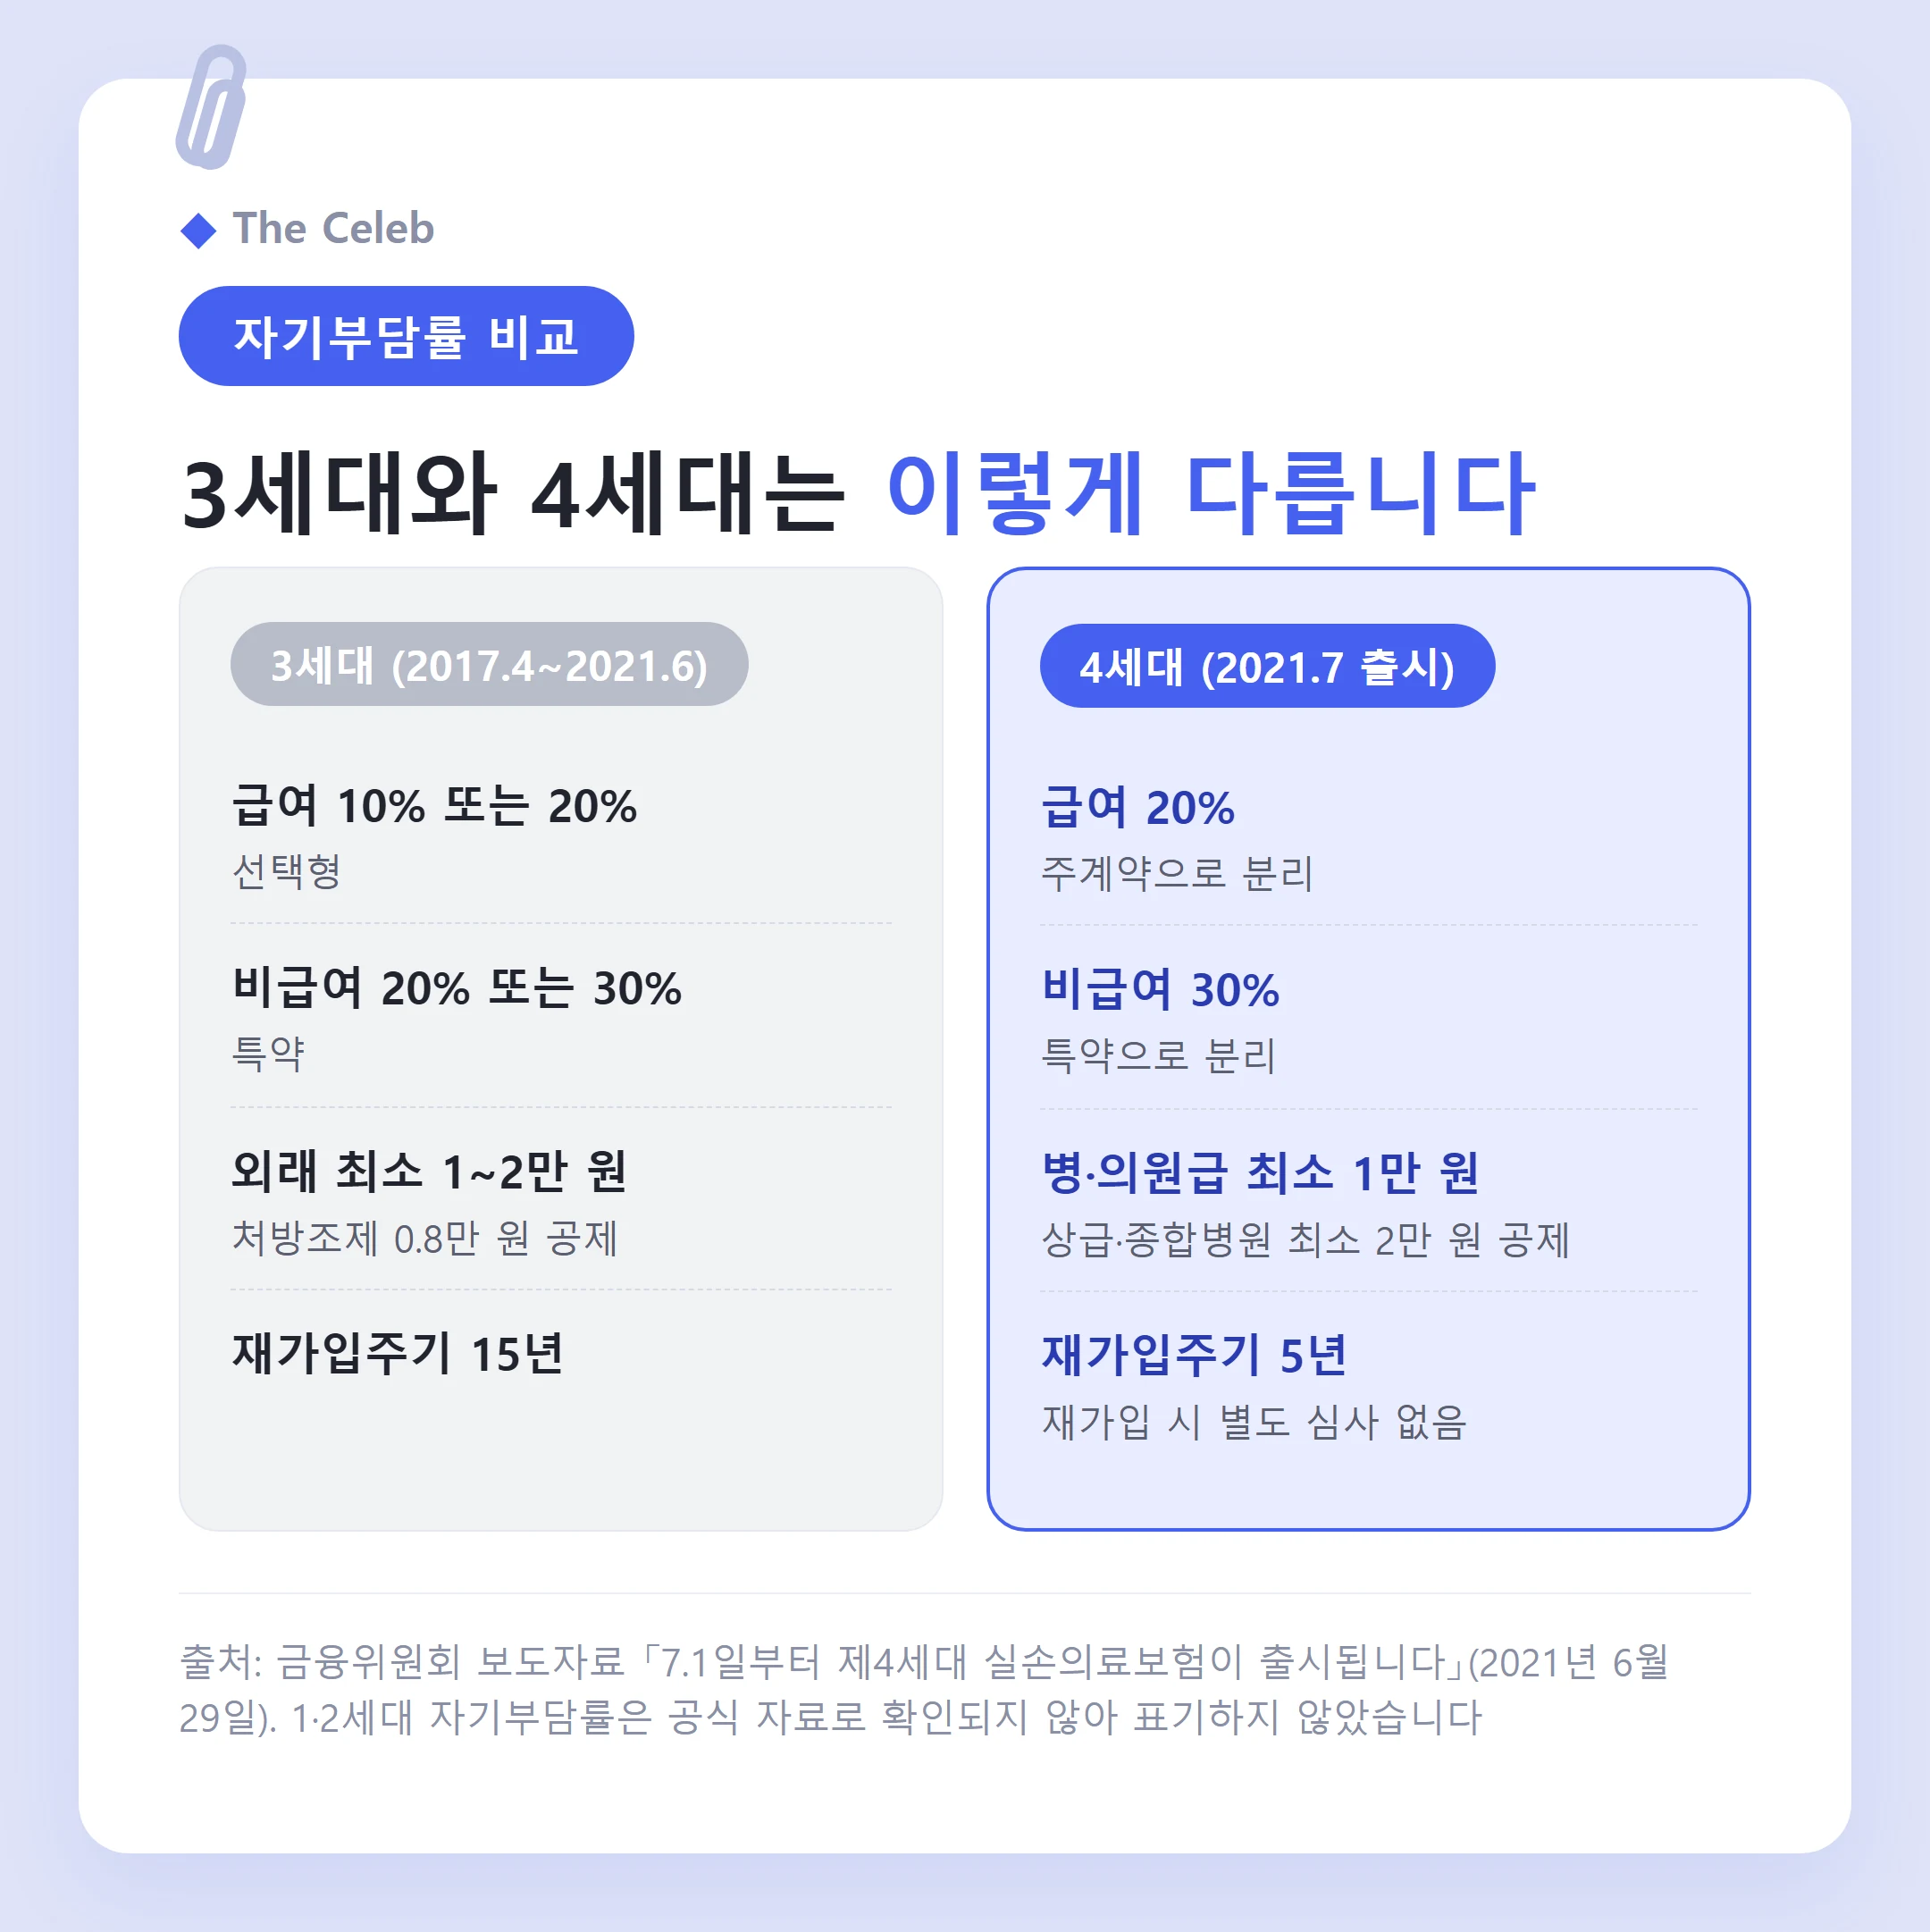 The Celeb
자기부담률 비교
3세대와 4세대는 이렇게 다릅니다
3세대 (2017.4~2021.6)
급여 10% 또는 20%
선택형
비급여 20% 또는 30%
특약
외래 최소 1~2만 원
처방조제 0.8만 원 공제
재가입주기 15년
4세대 (2021.7 출시)
급여 20%
주계약으로 분리
비급여 30%
특약으로 분리
병·의원급 최소 1만 원
상급·종합병원 최소 2만 원 공제
재가입주기 5년
재가입 시 별도 심사 없음
출처: 금융위원회 보도자료 「7.1일부터 제4세대 실손의료보험이 출시됩니다」(2021년 6월
29일). 1·2세대 자기부담률은 공식 자료로 확인되지 않아 표기하지 않았습니다